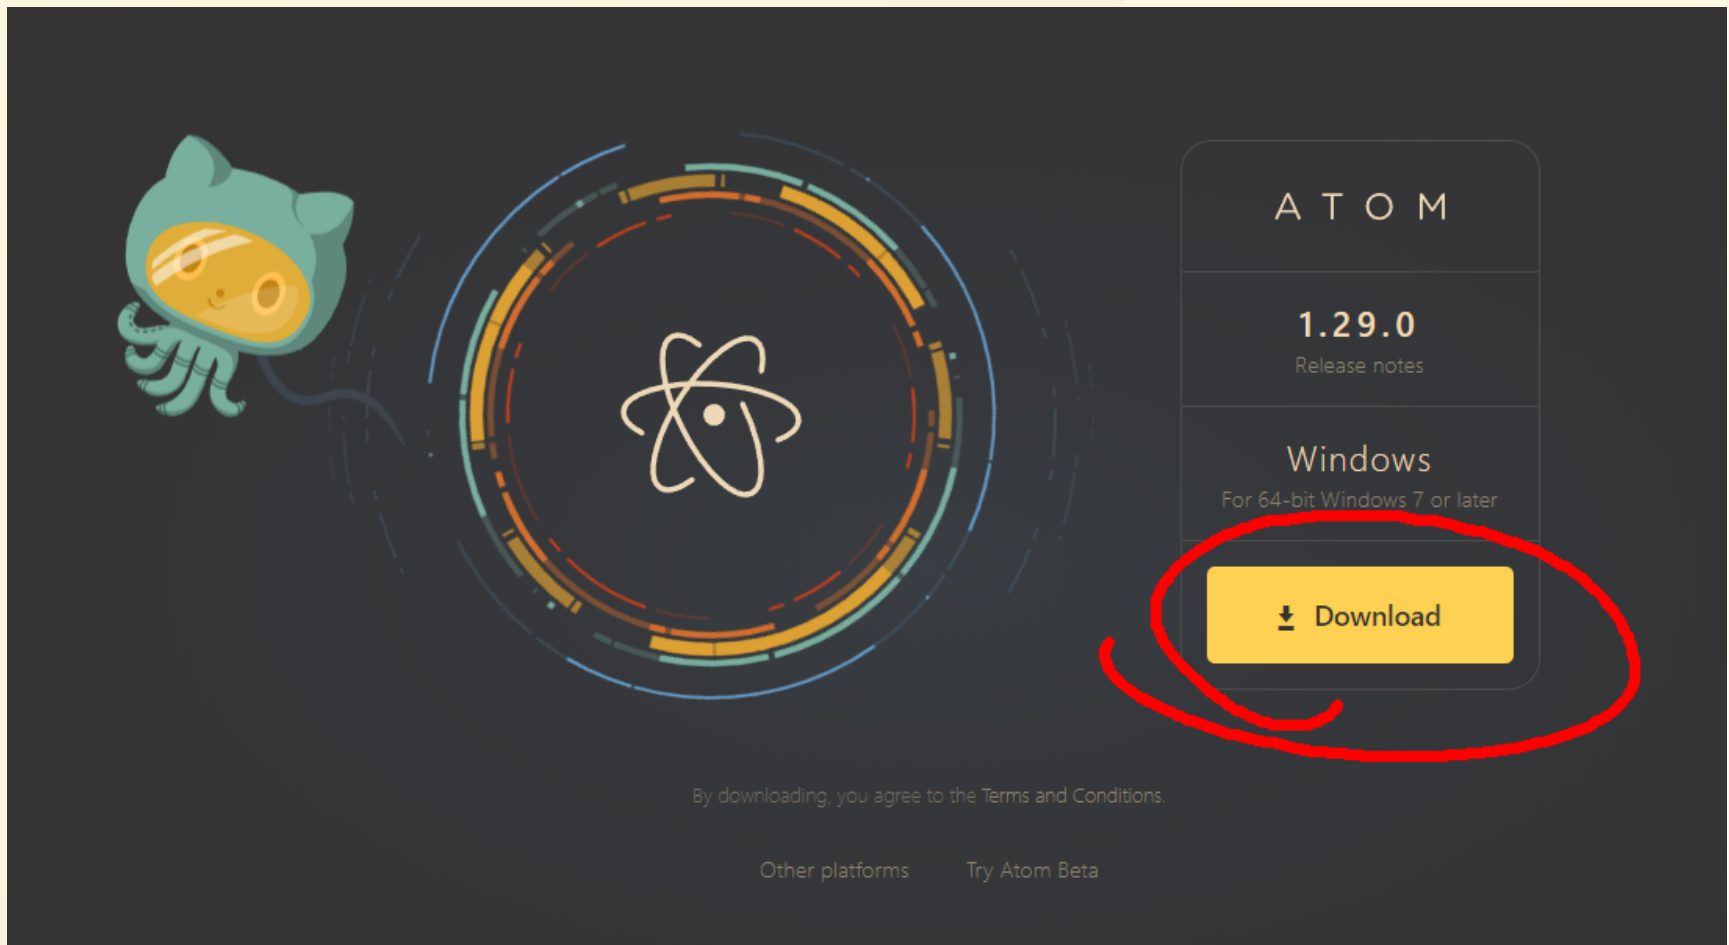 ATOM
1.29.0
Release notes
Windows
For 64-bit Windows 7 or later
Download
By downloading, you agree to the Terms and Conditions.
Other platforms Try Atom Beta